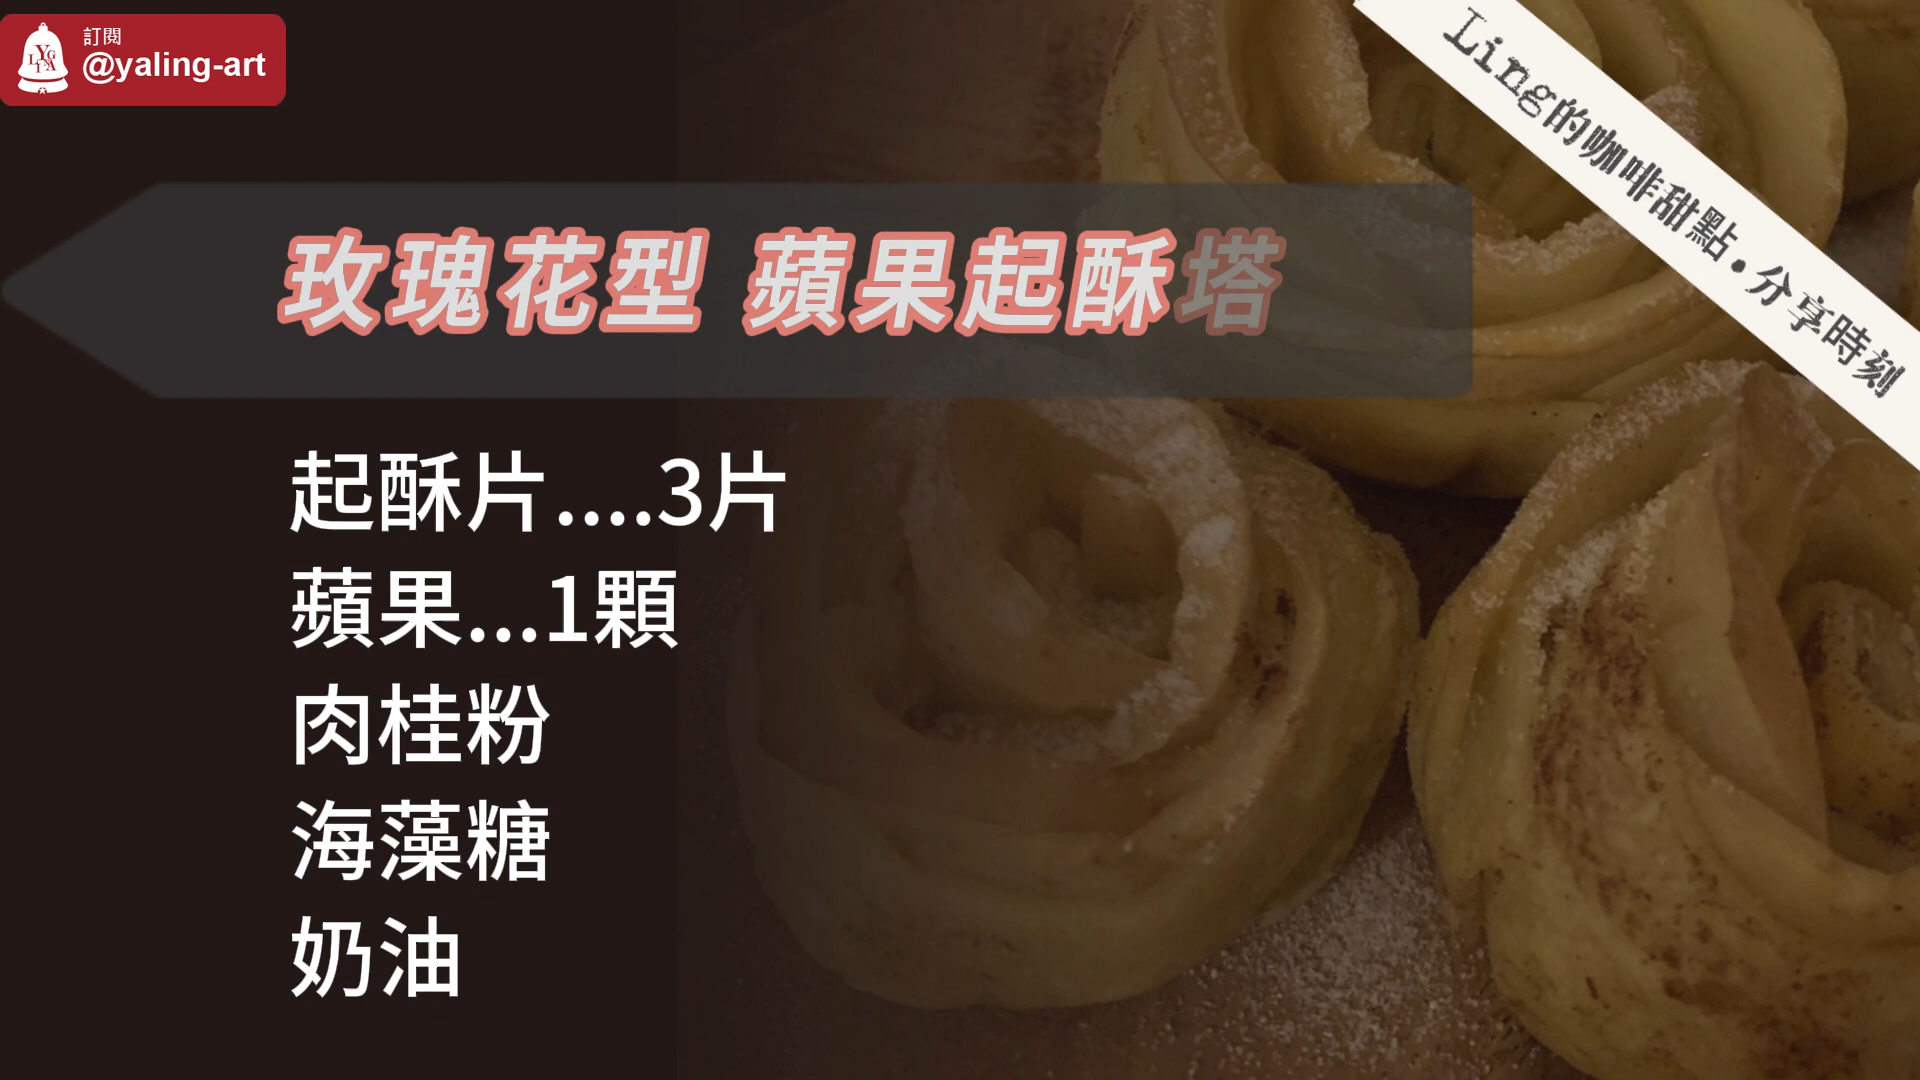 訂閱
@yaling-art
Ling的咖啡甜點•分享時刻
玫瑰花型 蘋果起酥塔
起酥片....3片
蘋果...1顆
肉桂粉
海藻糖
奶油